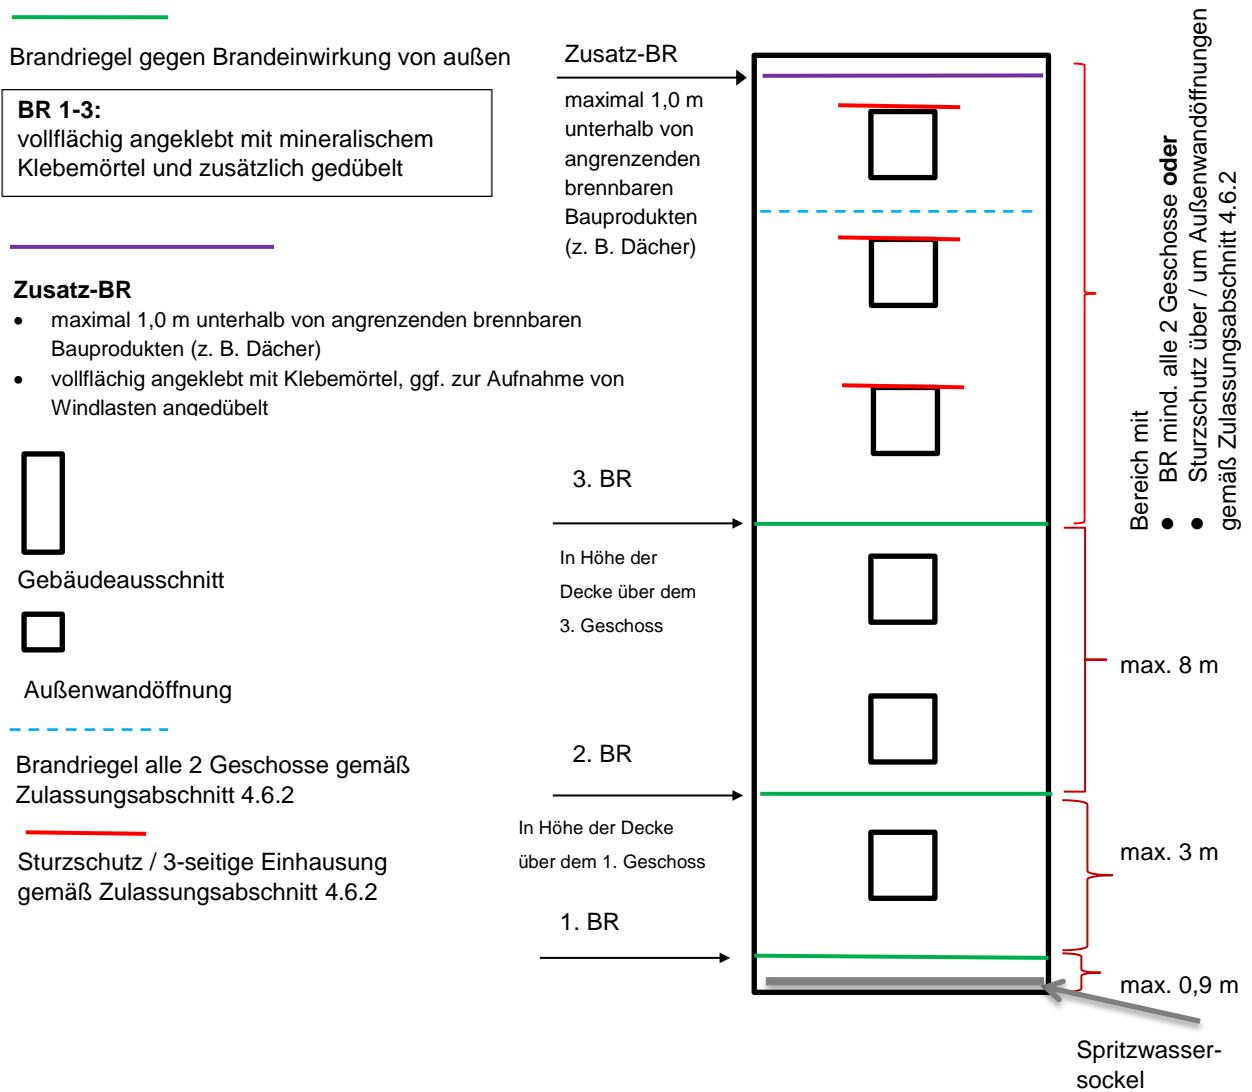 Brandriegel gegen Brandeinwirkung von außen
BR 1-3:
vollflächig angeklebt mit mineralischem
Klebemörtel und zusätzlich gedübelt
Zusatz-BR
• maximal 1,0 m unterhalb von angrenzenden brennbaren
Bauprodukten (z. B. Dächer)
• vollflächig angeklebt mit Klebemörtel, ggf. zur Aufnahme von
Windlasten angedübelt
Gebäudeausschnitt
Außenwandöffnung
Brandriegel alle 2 Geschosse gemäß
Zulassungsabschnitt 4.6.2
Sturzschutz / 3-seitige Einhausung
gemäß Zulassungsabschnitt 4.6.2
Zusatz-BR
maximal 1,0 m
unterhalb von
angrenzenden
brennbaren
Bauprodukten
(z. B. Dächer)
3. BR
In Höhe der
Decke über dem
3. Geschoss
2. BR
In Höhe der Decke
über dem 1. Geschoss
1. BR
Bereich mit
● BR mind. alle 2 Geschosse oder
● Sturzschutz über / um Außenwandöffnungen
gemäß Zulassungsabschnitt 4.6.2
max. 8 m
max. 3 m
max. 0,9 m
Spritzwasser-
sockel